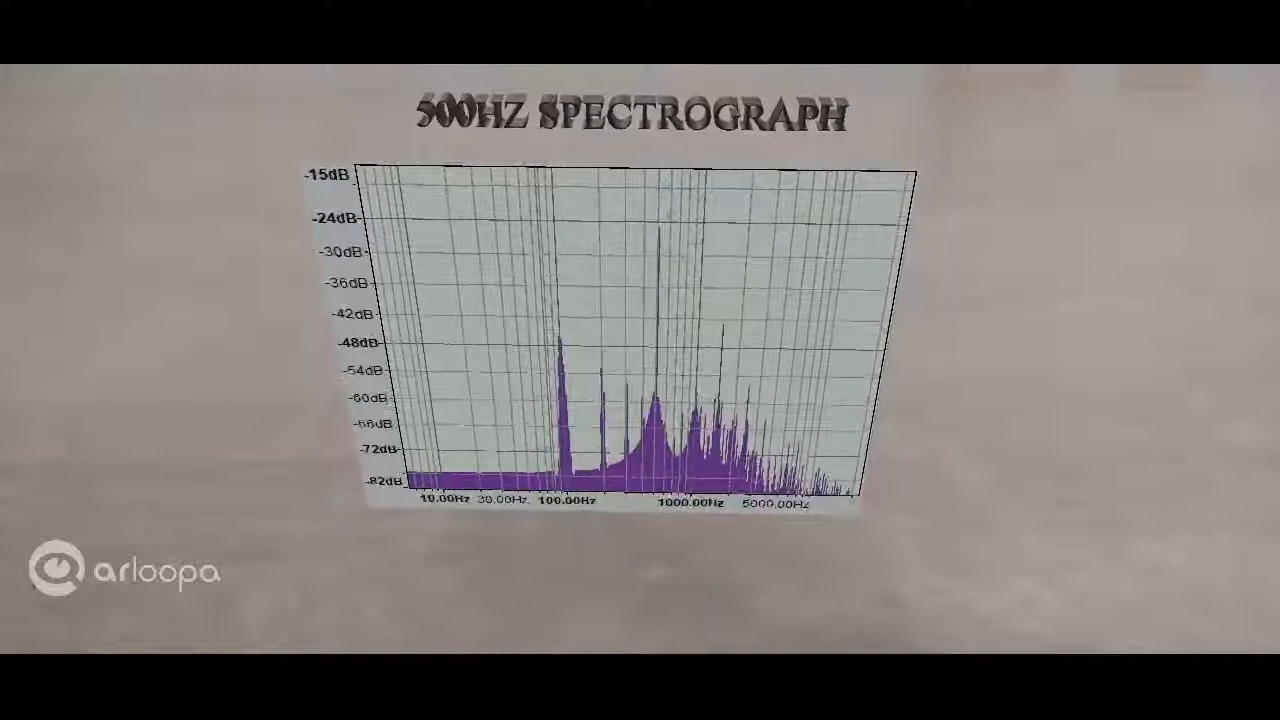 500HZ SPECTROGRAPH
-15dB
-24dB
-30dB
-36dB
-42dB
-48dB
-54dB
-60dB
-66dB
-72dB
-82dB
10.00Hz 30.00Hz 100.00Hz 1000.00Hz 5000.00Hz
arloopa